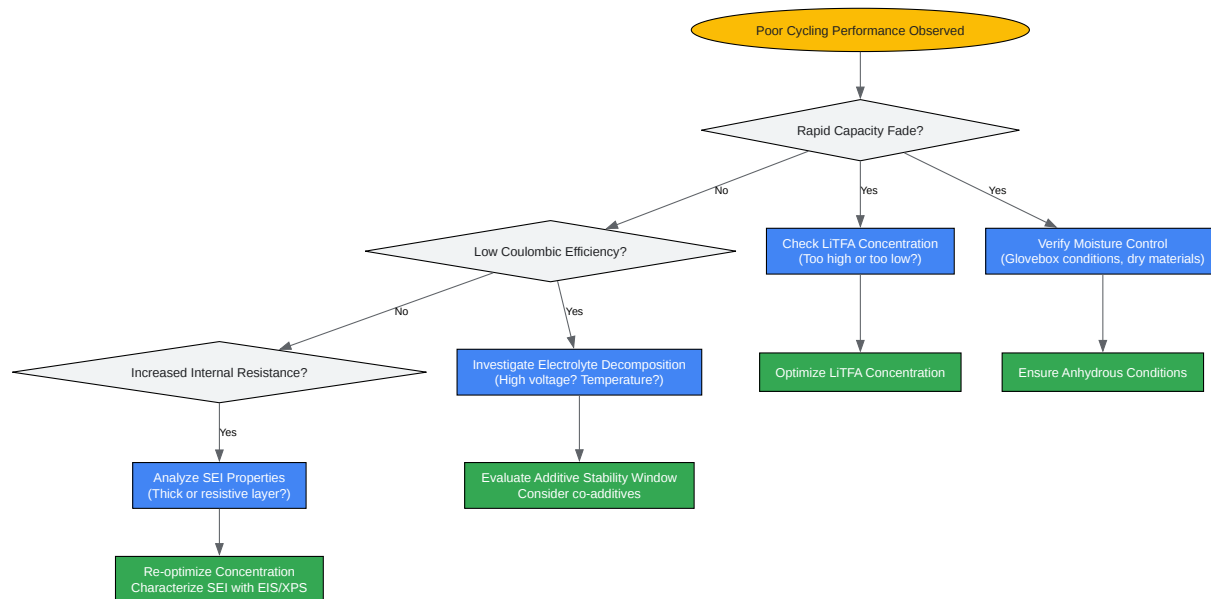 Poor Cycling Performance Observed
Rapid Capacity Fade?
No
Yes
Yes
Low Coulombic Efficiency?
Check LiTFA Concentration
(Too high or too low?)
Verify Moisture Control
(Glovebox conditions, dry materials)
No
Yes
Increased Internal Resistance?
Investigate Electrolyte Decomposition
(High voltage? Temperature?)
Optimize LiTFA Concentration
Ensure Anhydrous Conditions
Yes
Analyze SEI Properties
(Thick or resistive layer?)
Evaluate Additive Stability Window
Consider co-additives
Re-optimize Concentration
Characterize SEI with EIS/XPS